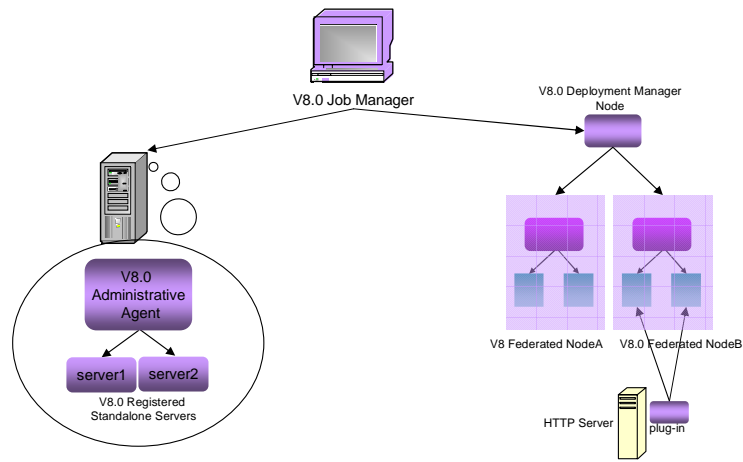 V8.0 Job Manager
V8.0 Deployment Manager
Node
V8.0
Administrative
Agent
server1
server2
V8.0 Registered
Standalone Servers
V8 Federated NodeA
V8.0 Federated NodeB
HTTP Server
plug-in